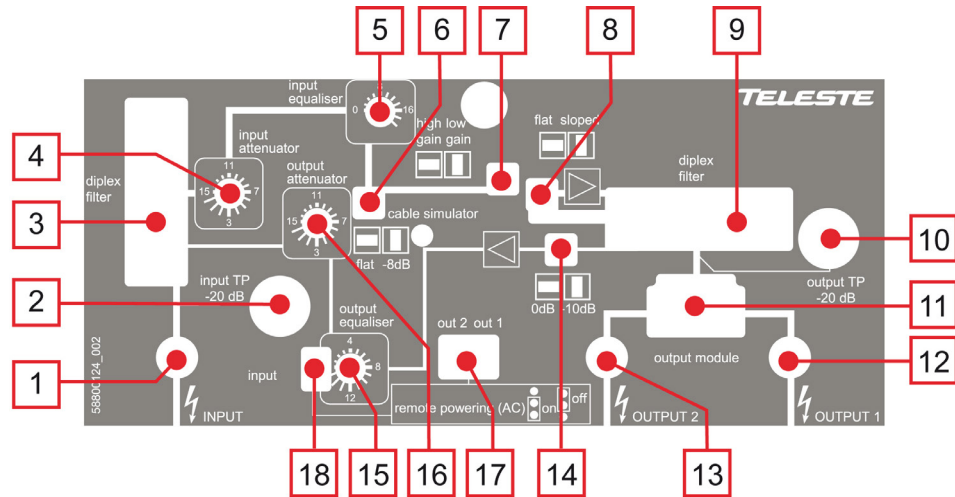 5 6 7 8 9
TELESTE
input
equaliser
0 8 16
high low
gain gain
flat sloped
4
input
attenuator
11
15 7
3
diplex
filter
3
output
attenuator
11
15 7
3
cable simulator
flat -8dB
diplex
filter
10
output TP
-20 dB
2
input TP
-20 dB
0dB -10dB
11
output
equaliser
4
8
12
out 2 out 1
output module
1
12
input
58800124_002
remote powering (AC) on off
INPUT
OUTPUT 2
OUTPUT 1
18 15 16 17 14 13